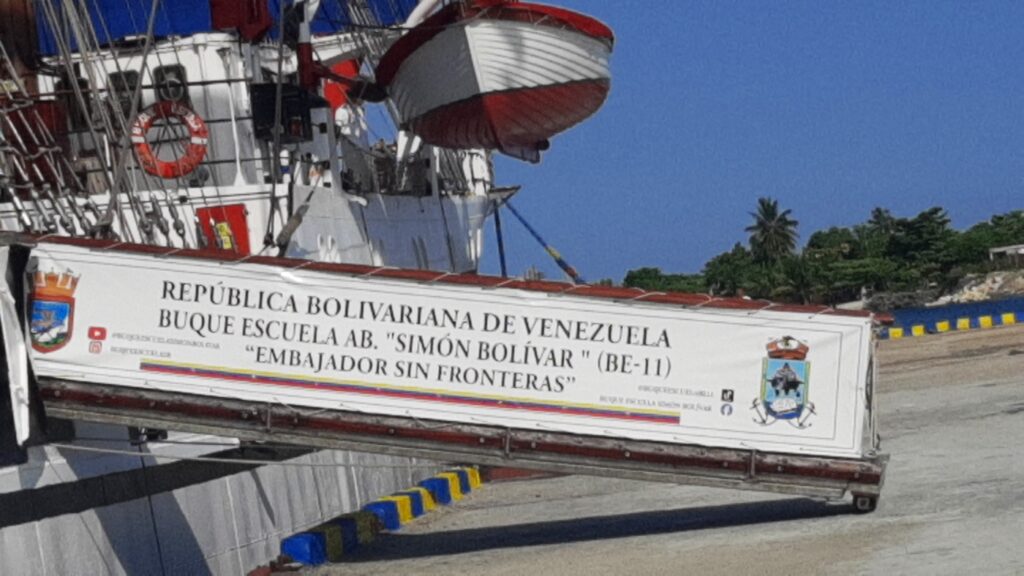 REPÚBLICA BOLIVARIANA DE VENEZUELA
BUQUE ESCUELA AB. "SIMÓN BOLÍVAR " (BE-11)
“EMBAJADOR SIN FRONTERAS”
BUQUE ESCUELA SIMÓN BOLÍVAR